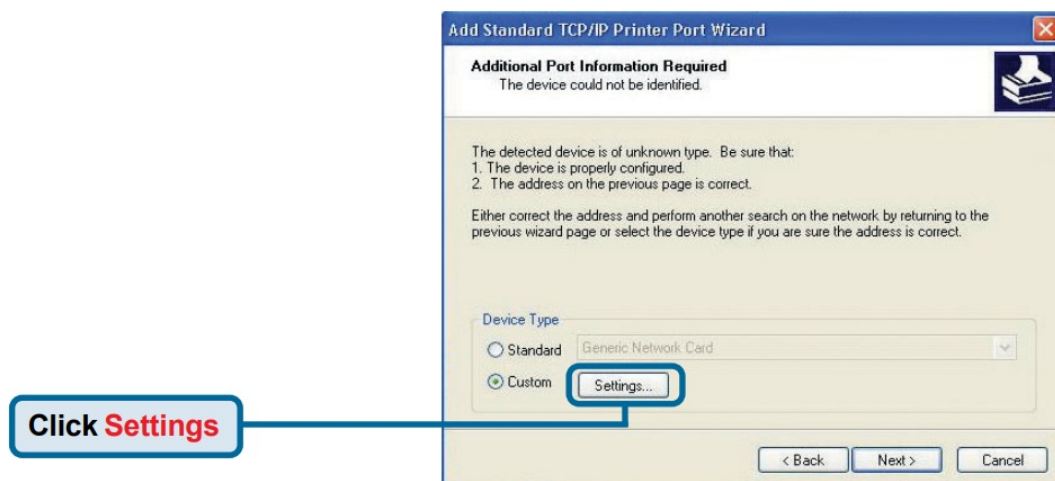 Add Standard TCP/IP Printer Port Wizard
Additional Port Information Required
The device could not be identified.
The detected device is of unknown type. Be sure that:
1. The device is properly configured.
2. The address on the previous page is correct.
Either correct the address and perform another search on the network by returning to the
previous wizard page or select the device type if you are sure the address is correct.
Device Type
Standard
Generic Network Card
Custom
Settings...
Click Settings
< Back
Next >
Cancel